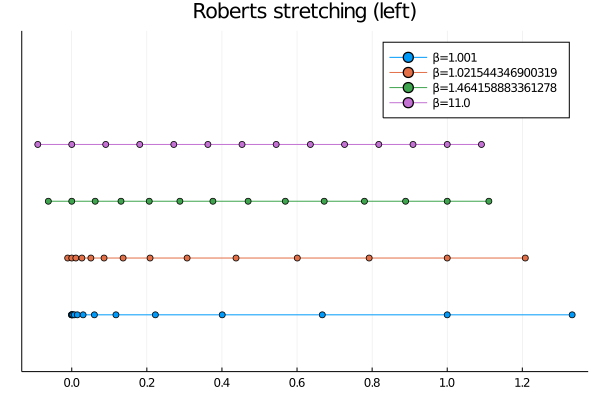 Roberts stretching (left)
β=1.001
β=1.021544346900319
β=1.464158883361278
β=11.0
0.0 0.2 0.4 0.6 0.8 1.0 1.2